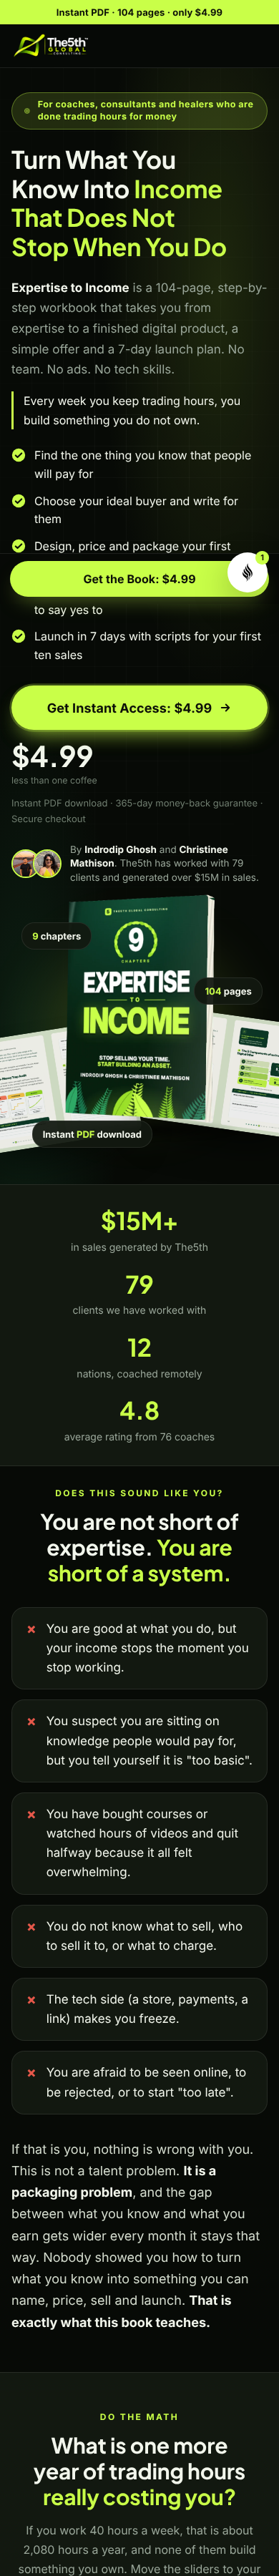 Instant PDF · 104 pages · only $4.99
The5th
GLOBAL
CONSULTING
For coaches, consultants and healers who are
done trading hours for money
Turn What You
Know Into Income
That Does Not
Stop When You Do
Expertise to Income is a 104-page, step-by-
step workbook that takes you from
expertise to a finished digital product, a
simple offer and a 7-day launch plan. No
team. No ads. No tech skills.
Every week you keep trading hours, you
build something you do not own.
Find the one thing you know that people
will pay for
Choose your ideal buyer and write for
them
Design, price and package your first
Get the Book: $4.99
1
to say yes to
Launch in 7 days with scripts for your first
ten sales
Get Instant Access: $4.99 →
$4.99
less than one coffee
Instant PDF download · 365-day money-back guarantee ·
Secure checkout
By Indrodip Ghosh and Christinee
Mathison. The5th has worked with 79
clients and generated over $15M in sales.
THE5TH GLOBAL CONSULTING
9 chapters
9
CHAPTERS
EXPERTISE
TO
INCOME
104 pages
STOP SELLING YOUR TIME.
START BUILDING AN ASSET.
INDRODIP GHOSH & CHRISTINEE MATHISON
Instant PDF download
$15M+
in sales generated by The5th
79
clients we have worked with
12
nations, coached remotely
4.8
average rating from 76 coaches
DOES THIS SOUND LIKE YOU?
You are not short of
expertise. You are
short of a system.
You are good at what you do, but
your income stops the moment you
stop working.
You suspect you are sitting on
knowledge people would pay for,
but you tell yourself it is "too basic".
You have bought courses or
watched hours of videos and quit
halfway because it all felt
overwhelming.
You do not know what to sell, who
to sell it to, or what to charge.
The tech side (a store, payments, a
link) makes you freeze.
You are afraid to be seen online, to
be rejected, or to start "too late".
If that is you, nothing is wrong with you.
This is not a talent problem. It is a
packaging problem, and the gap
between what you know and what you
earn gets wider every month it stays that
way. Nobody showed you how to turn
what you know into something you can
name, price, sell and launch. That is
exactly what this book teaches.
DO THE MATH
What is one more
year of trading hours
really costing you?
If you work 40 hours a week, that is about
2,080 hours a year, and none of them build
something you own. Move the sliders to your